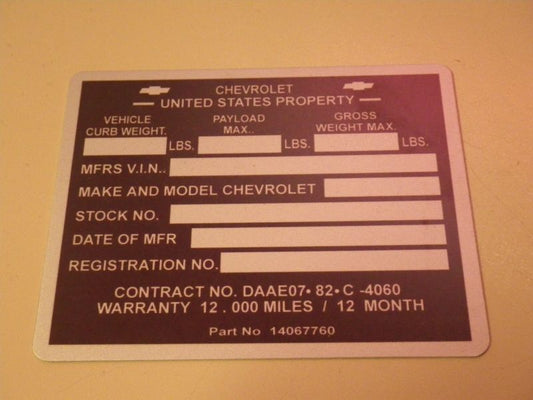 CHEVROLET
UNITED STATES PROPERTY
VEHICLE CURB WEIGHT. LBS.
PAYLOAD MAX.. LBS.
GROSS WEIGHT MAX. LBS.
MFRS V.I.N..
MAKE AND MODEL CHEVROLET
STOCK NO.
DATE OF MFR
REGISTRATION NO.
CONTRACT NO. DAAE07•82•C -4060
WARRANTY 12.000 MILES / 12 MONTH
Part No 14067760